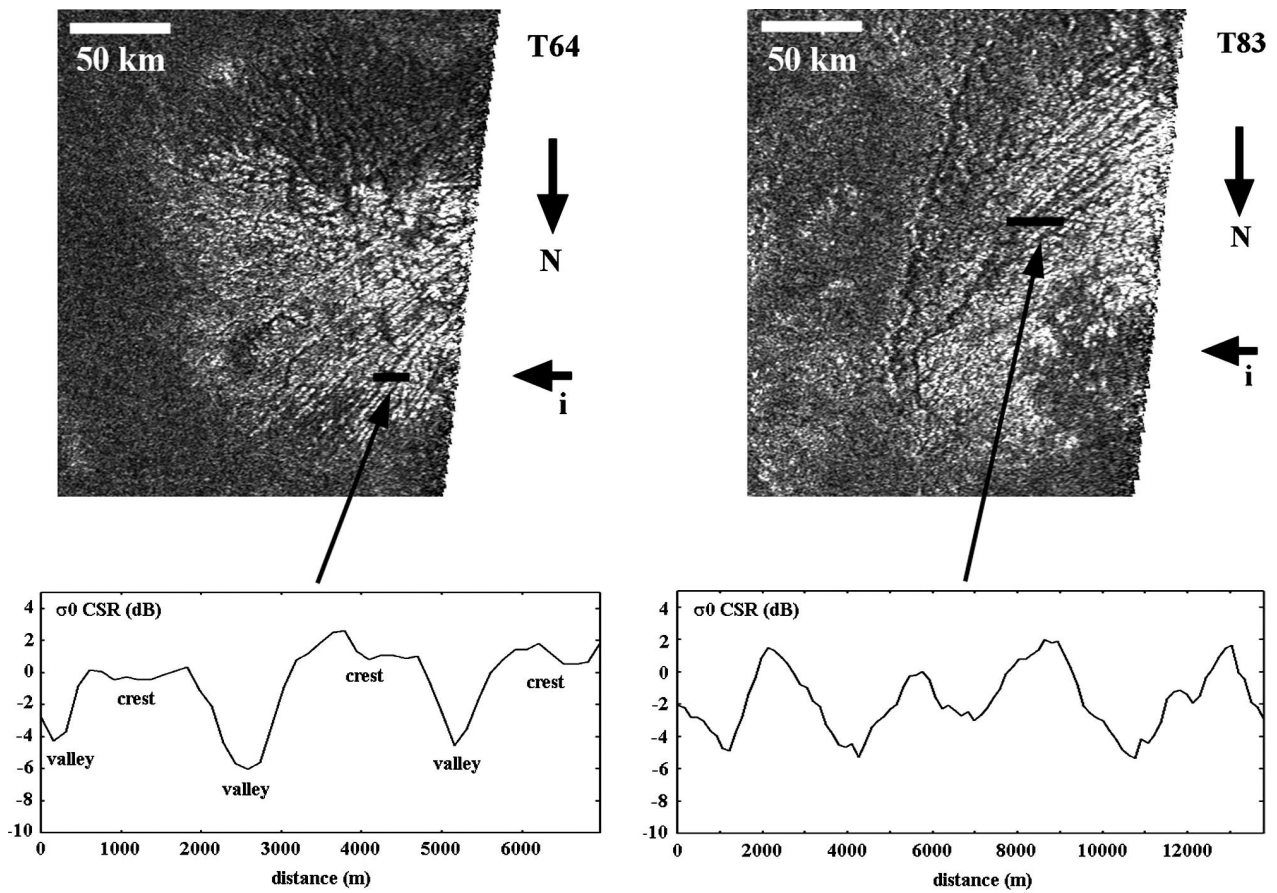 50 km
T64
N
i
50 km
T83
N
i
σ0 CSR (dB)
4
2
0
-2
-4
-6
-8
-10
valley
crest
valley
crest
valley
crest
0 1000 2000 3000 4000 5000 6000
distance (m)
σ0 CSR (dB)
4
2
0
-2
-4
-6
-8
-10
0 2000 4000 6000 8000 10000 12000
distance (m)